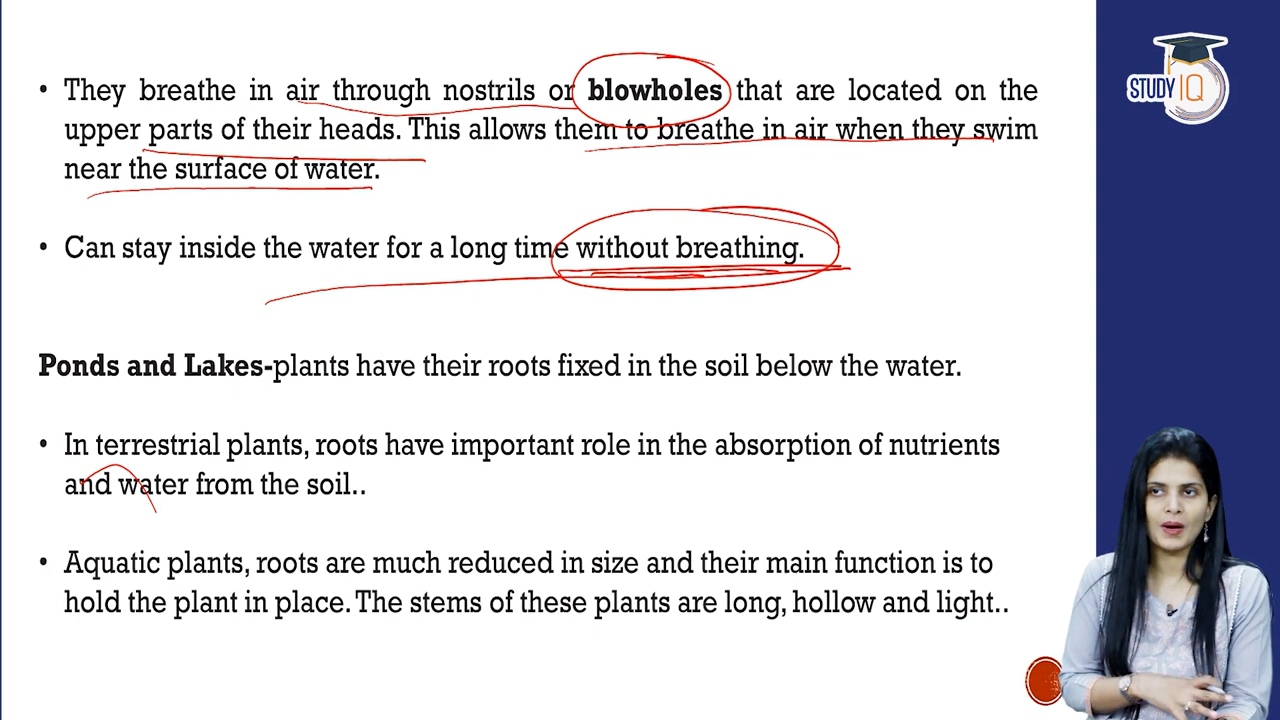 • They breathe in air through nostrils or blowholes that are located on the
upper parts of their heads. This allows them to breathe in air when they swim
near the surface of water.
• Can stay inside the water for a long time without breathing.
Ponds and Lakes-plants have their roots fixed in the soil below the water.
• In terrestrial plants, roots have important role in the absorption of nutrients
and water from the soil..
• Aquatic plants, roots are much reduced in size and their main function is to
hold the plant in place. The stems of these plants are long, hollow and light..
STUDY IQ